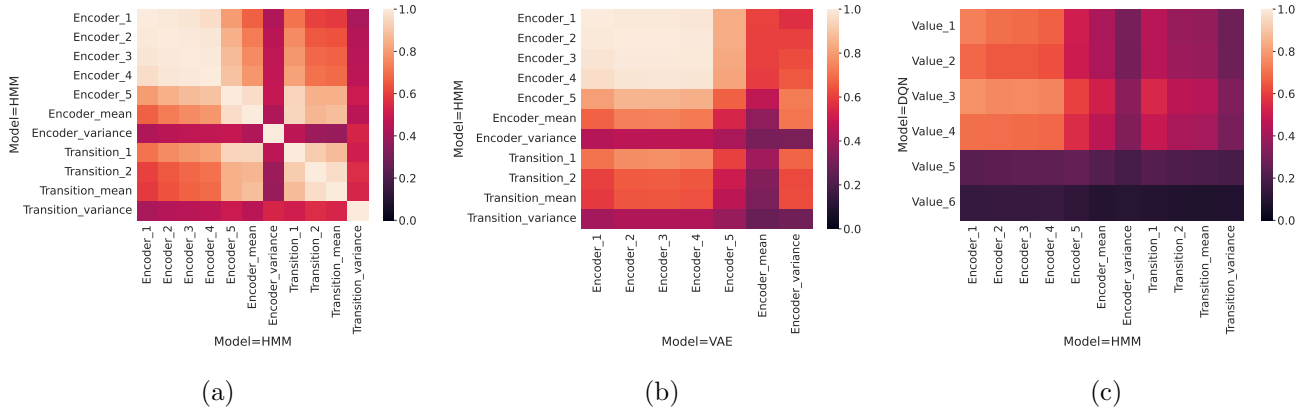 Model=HMM
Encoder_1
Encoder_2
Encoder_3
Encoder_4
Encoder_5
Encoder_mean
Encoder_variance
Transition_1
Transition_2
Transition_mean
Transition_variance
Encoder_1
Encoder_2
Encoder_3
Encoder_4
Encoder_5
Encoder_mean
Encoder_variance
Transition_1
Transition_2
Transition_mean
Transition_variance
Model=HMM
1.0
0.8
0.6
0.4
0.2
0.0
(a)
Model=HMM
Encoder_1
Encoder_2
Encoder_3
Encoder_4
Encoder_5
Encoder_mean
Encoder_variance
Transition_1
Transition_2
Transition_mean
Transition_variance
Encoder_1
Encoder_2
Encoder_3
Encoder_4
Encoder_5
Encoder_mean
Encoder_variance
Model=VAE
1.0
0.8
0.6
0.4
0.2
0.0
(b)
Model=DQN
Value_1
Value_2
Value_3
Value_4
Value_5
Value_6
Encoder_1
Encoder_2
Encoder_3
Encoder_4
Encoder_5
Encoder_mean
Encoder_variance
Transition_1
Transition_2
Transition_mean
Transition_variance
Model=HMM
1.0
0.8
0.6
0.4
0.2
0.0
(c)